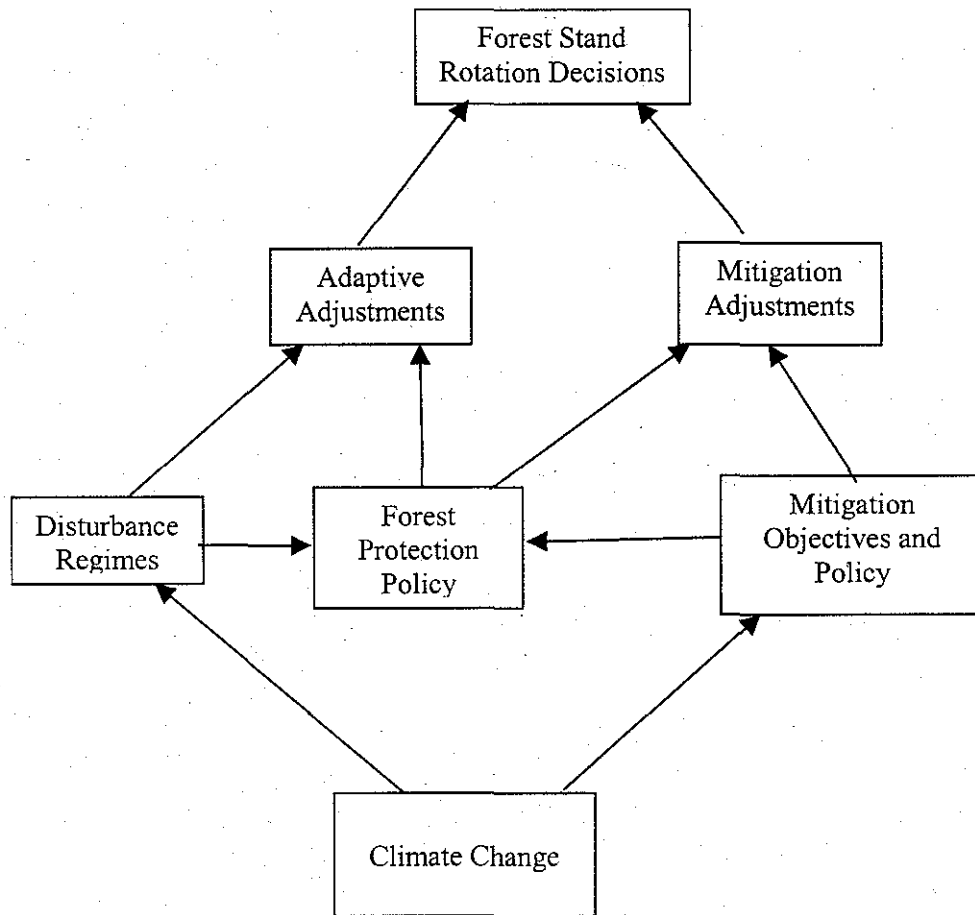 Forest Stand
Rotation Decisions
Adaptive
Adjustments
Mitigation
Adjustments
Disturbance
Regimes
Forest
Protection
Policy
Mitigation
Objectives and
Policy
Climate Change